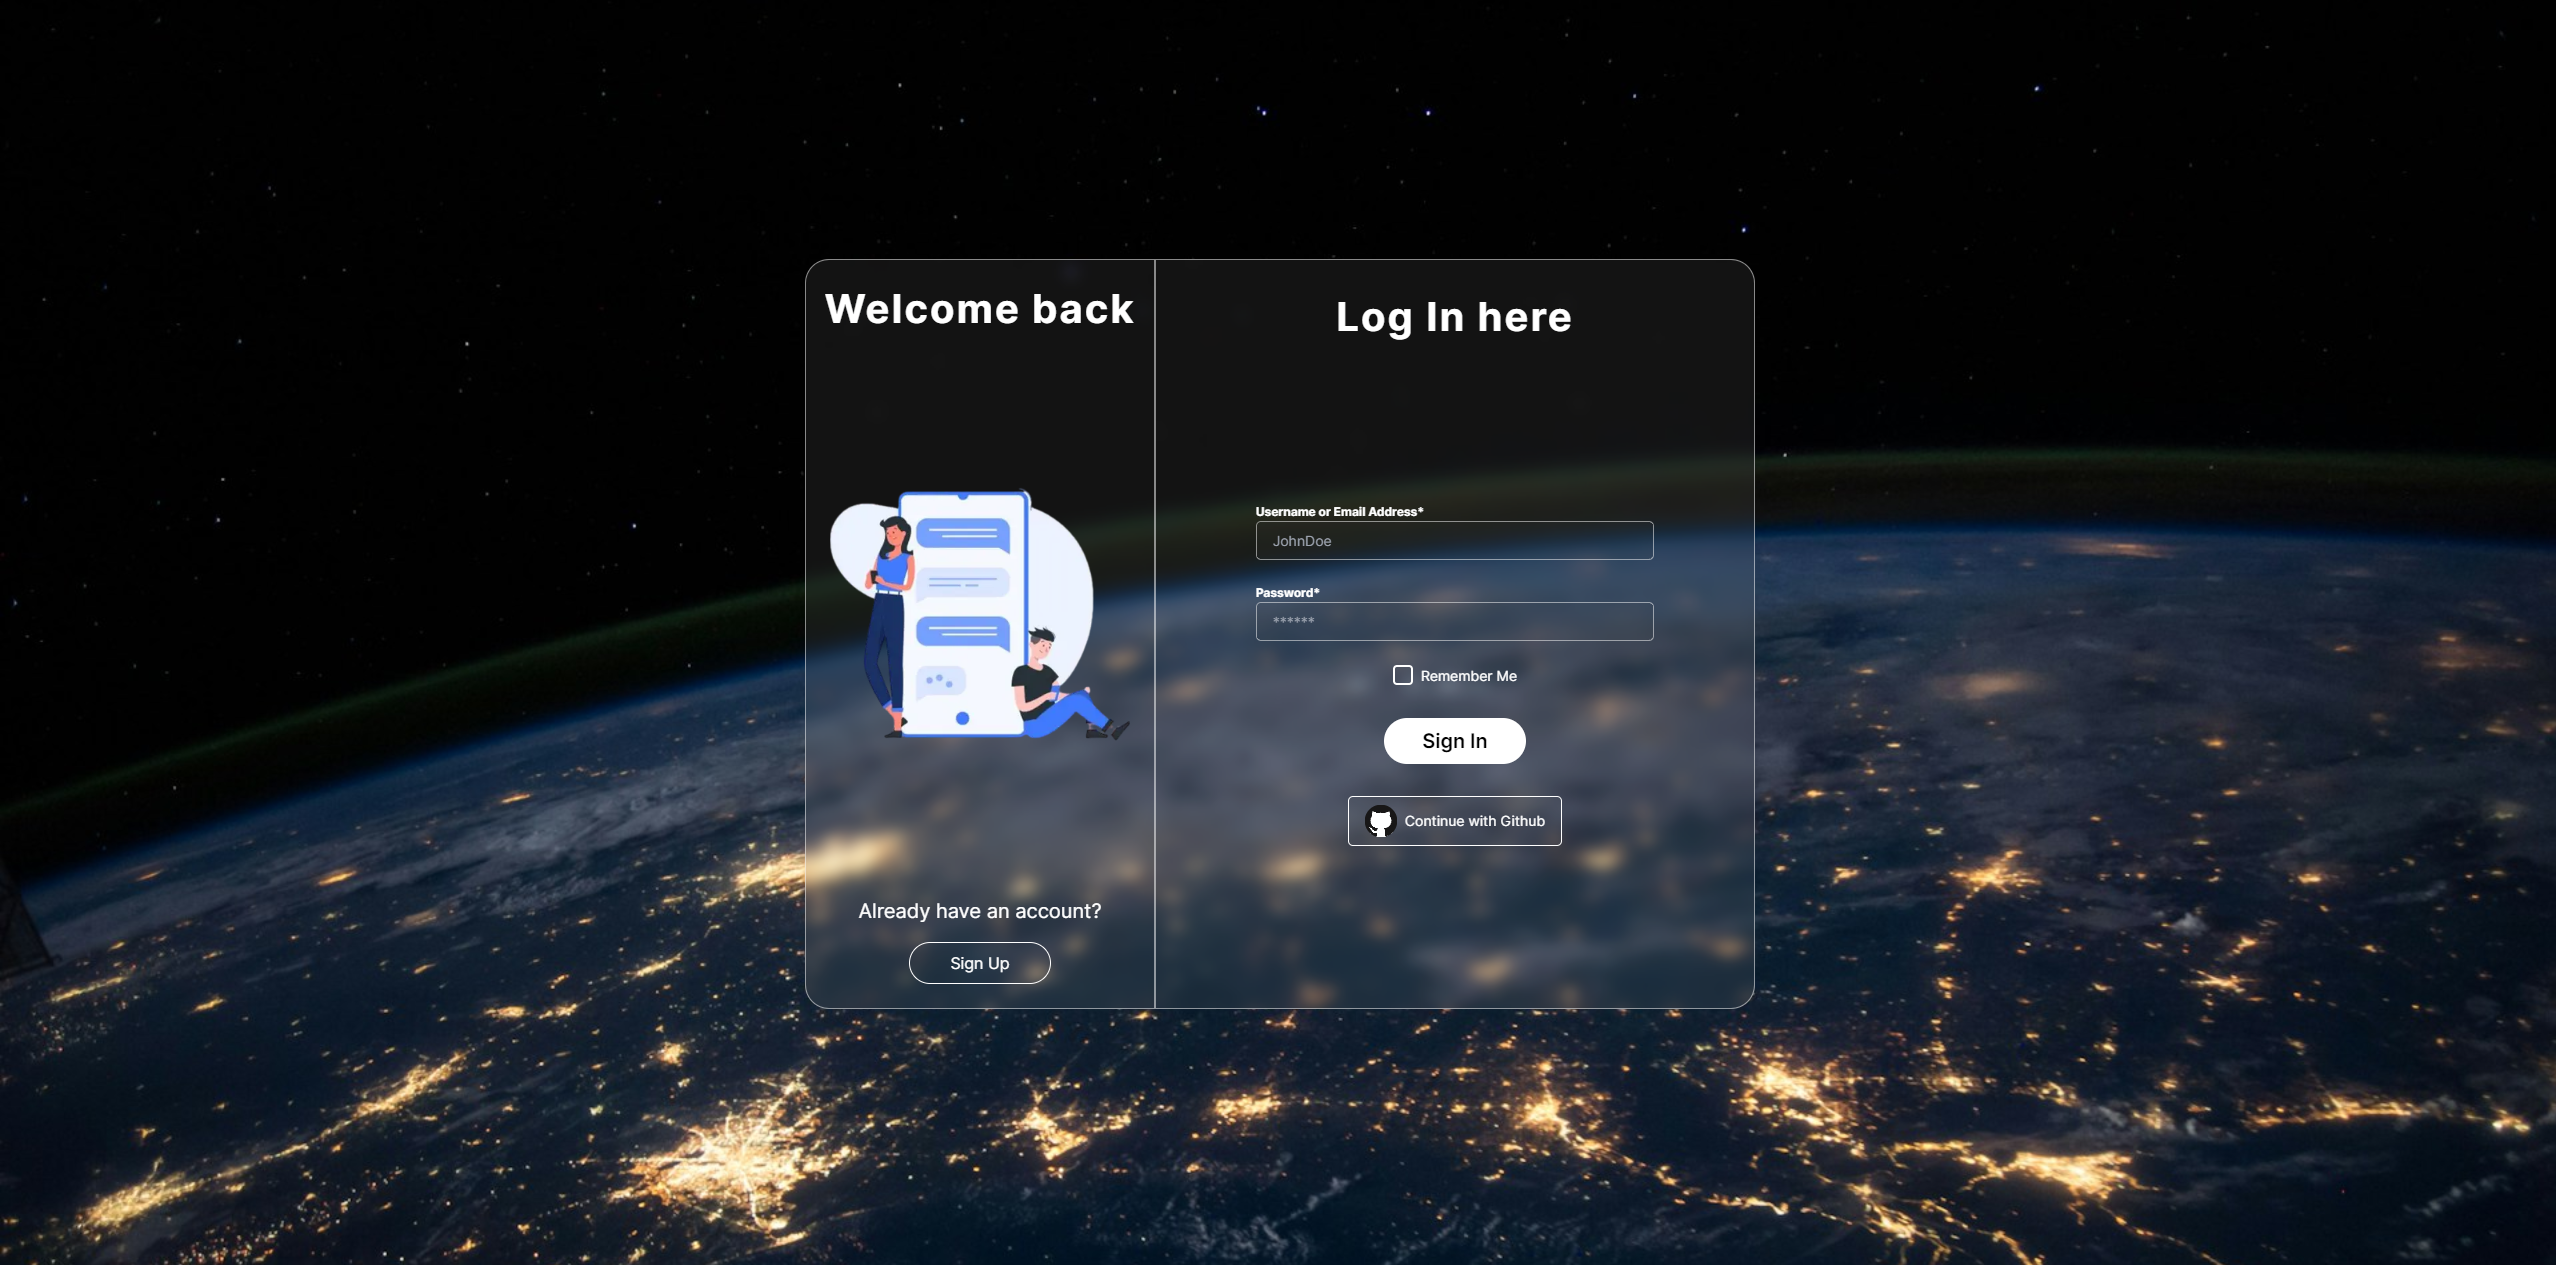 Welcome back
Already have an account?
Sign Up
Log In here
Username or Email Address*
JohnDoe
Password*
******
Remember Me
Sign In
Continue with Github